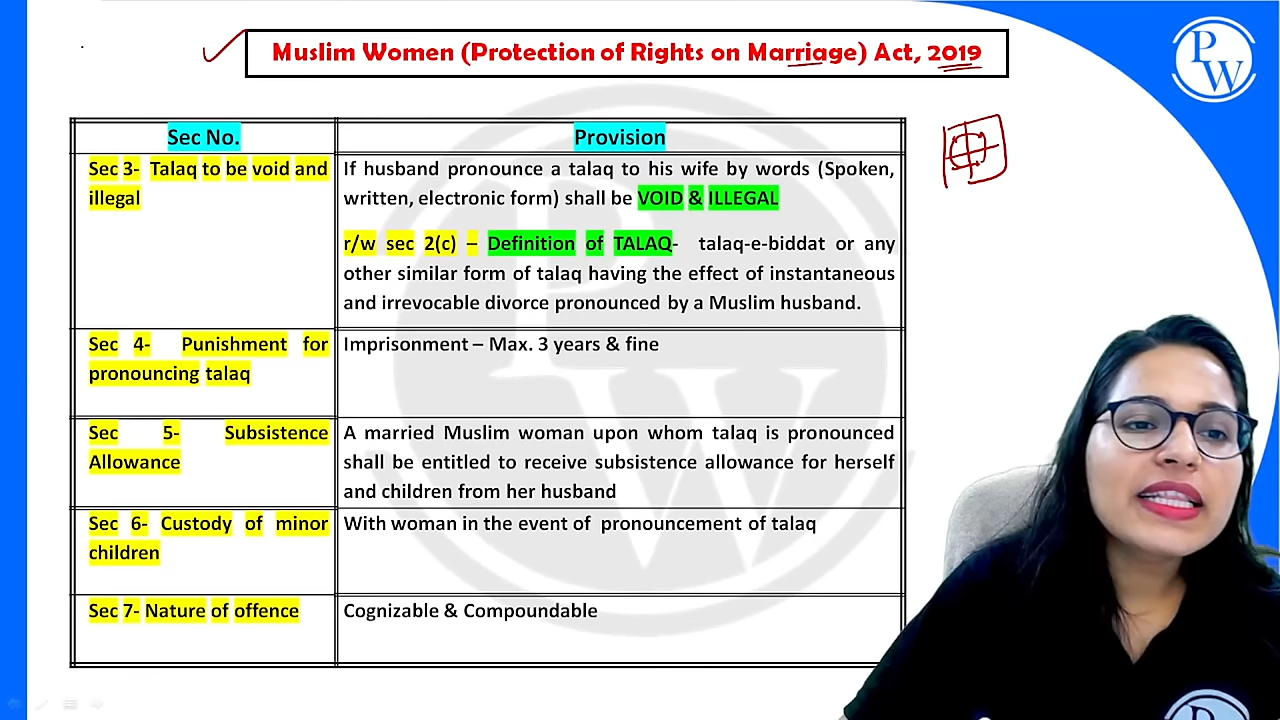 Muslim Women (Protection of Rights on Marriage) Act, 2019
PW
Sec No.
Provision
Sec 3- Talaq to be void and
illegal
If husband pronounce a talaq to his wife by words (Spoken,
written, electronic form) shall be VOID & ILLEGAL
r/w sec 2(c) – Definition of TALAQ- talaq-e-biddat or any
other similar form of talaq having the effect of instantaneous
and irrevocable divorce pronounced by a Muslim husband.
Sec 4- Punishment for
pronouncing talaq
Imprisonment – Max. 3 years & fine
Sec 5- Subsistence
Allowance
A married Muslim woman upon whom talaq is pronounced
shall be entitled to receive subsistence allowance for herself
and children from her husband
Sec 6- Custody of minor
children
With woman in the event of pronouncement of talaq
Sec 7- Nature of offence
Cognizable & Compoundable
PW
PW